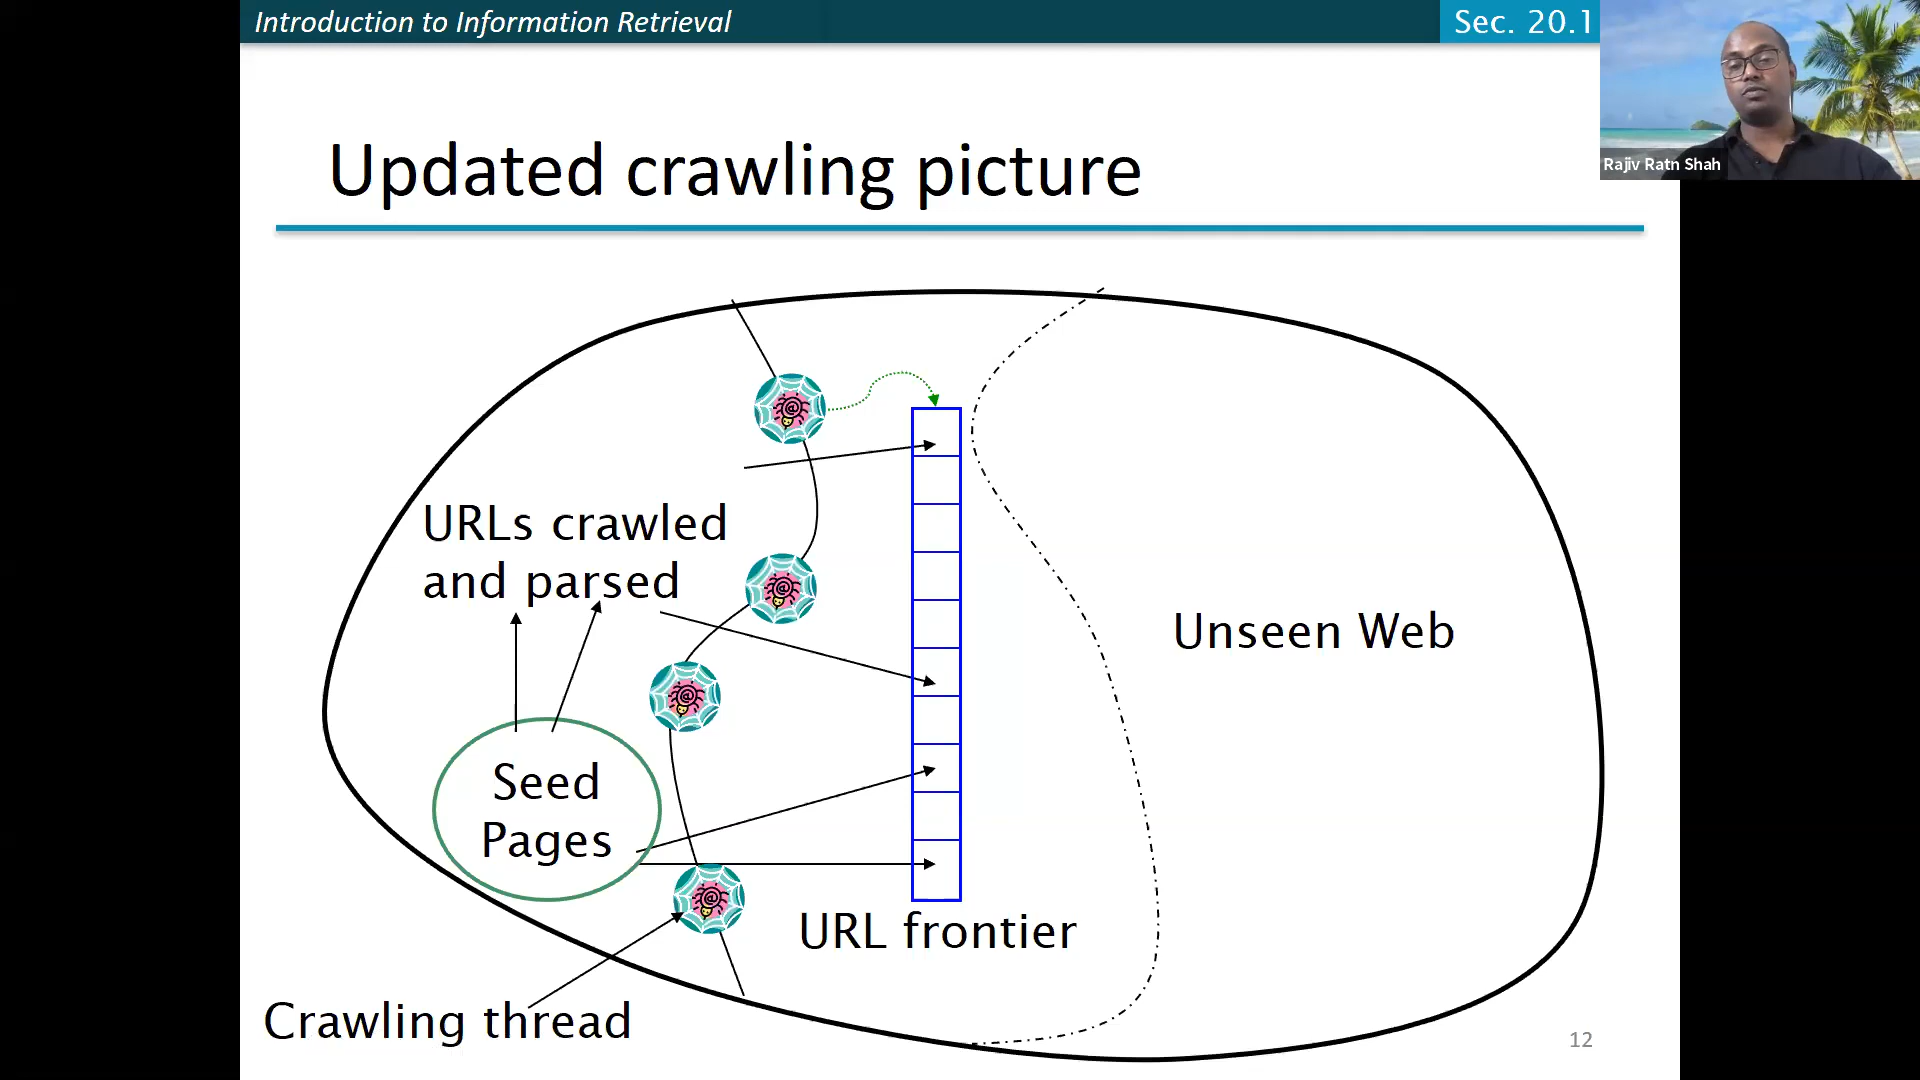 Introduction to Information Retrieval
Sec. 20.1
Rajiv Ratn Shah
Updated crawling picture
URLs crawled
and parsed
Unseen Web
Seed
Pages
URL frontier
Crawling thread
12